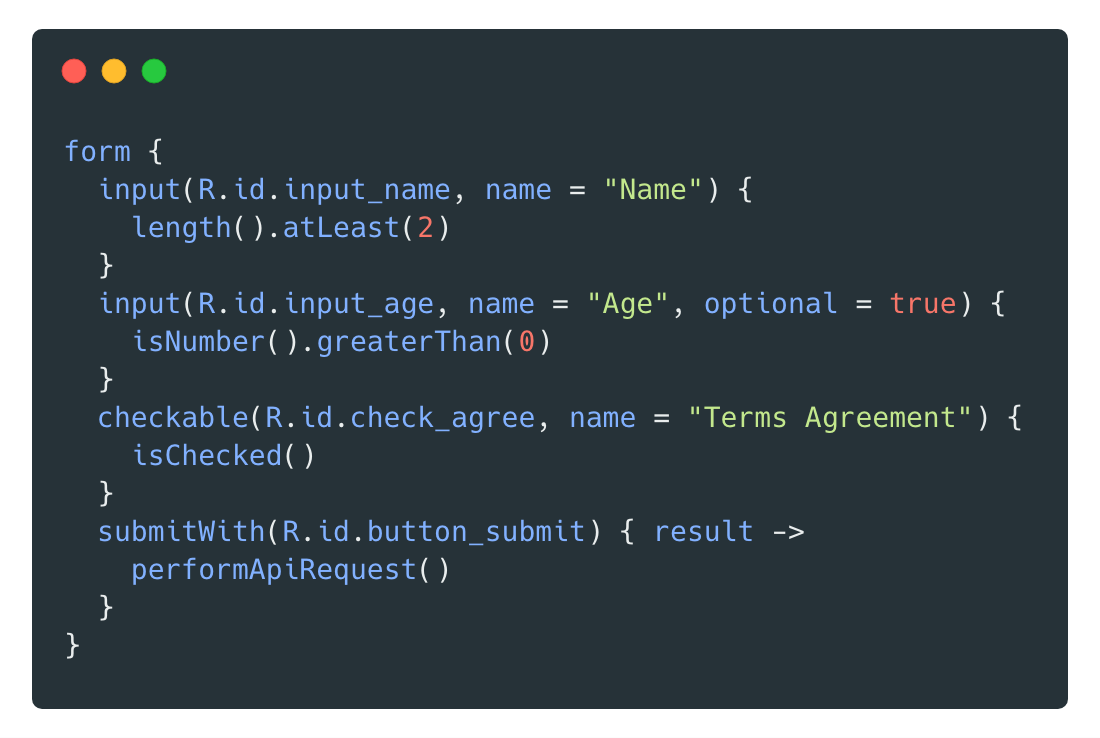 form {
  input(R.id.input_name, name = "Name") {
    length().atLeast(2)
  }
  input(R.id.input_age, name = "Age", optional = true) {
    isNumber().greaterThan(0)
  }
  checkable(R.id.check_agree, name = "Terms Agreement") {
    isChecked()
  }
  submitWith(R.id.button_submit) { result ->
    performApiRequest()
  }
}